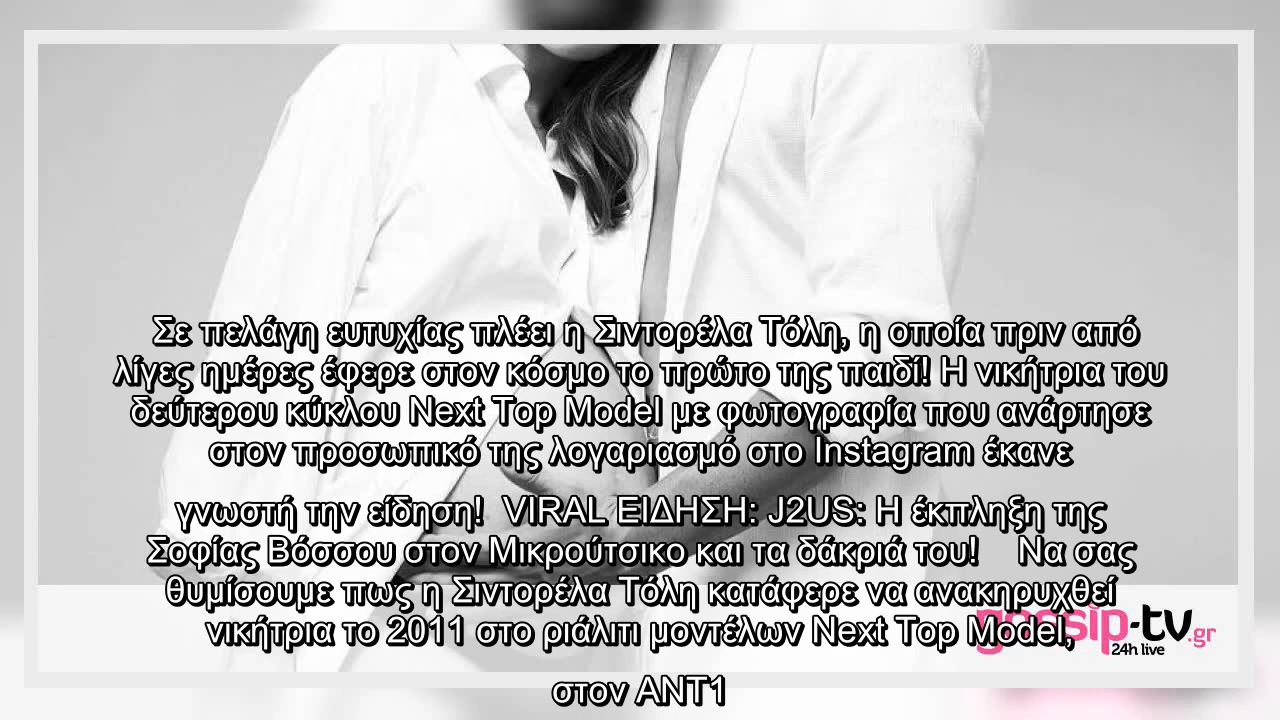 Σε πελάγη ευτυχίας πλέει η Σιντορέλα Τόλη, η οποία πριν από
λίγες ημέρες έφερε στον κόσμο το πρώτο της παιδί! Η νικήτρια του
δεύτερου κύκλου Next Top Model με φωτογραφία που ανάρτησε
στον προσωπικό της λογαριασμό στο Instagram έκανε
γνωστή την είδηση! VIRAL ΕΙΔΗΣΗ: J2US: Η έκπληξη της
Σοφίας Βόσσου στον Μικρούτσικο και τα δάκριά του! Να σας
θυμίσουμε πως η Σιντορέλα Τόλη κατάφερε να ανακηρυχθεί
νικήτρια το 2011 στο ριάλιτι μοντέλων Next Top Model,
gossip-tv.gr
24h live
στον ΑΝΤ1